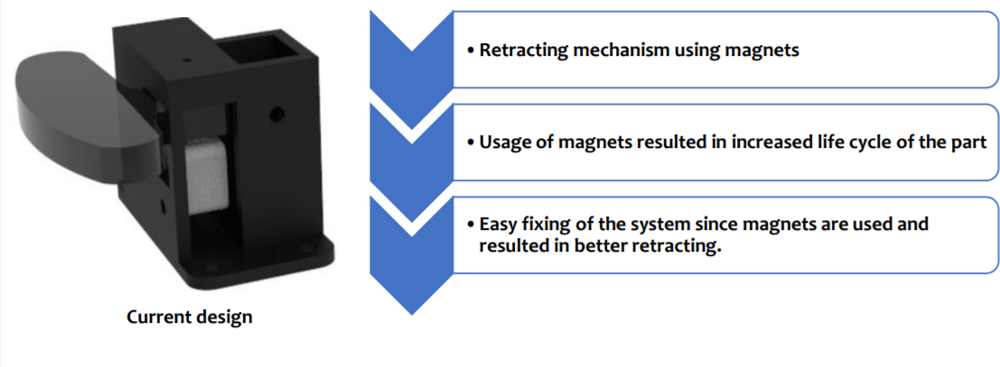 • Retracting mechanism using magnets
• Usage of magnets resulted in increased life cycle of the part
• Easy fixing of the system since magnets are used and
resulted in better retracting.
Current design